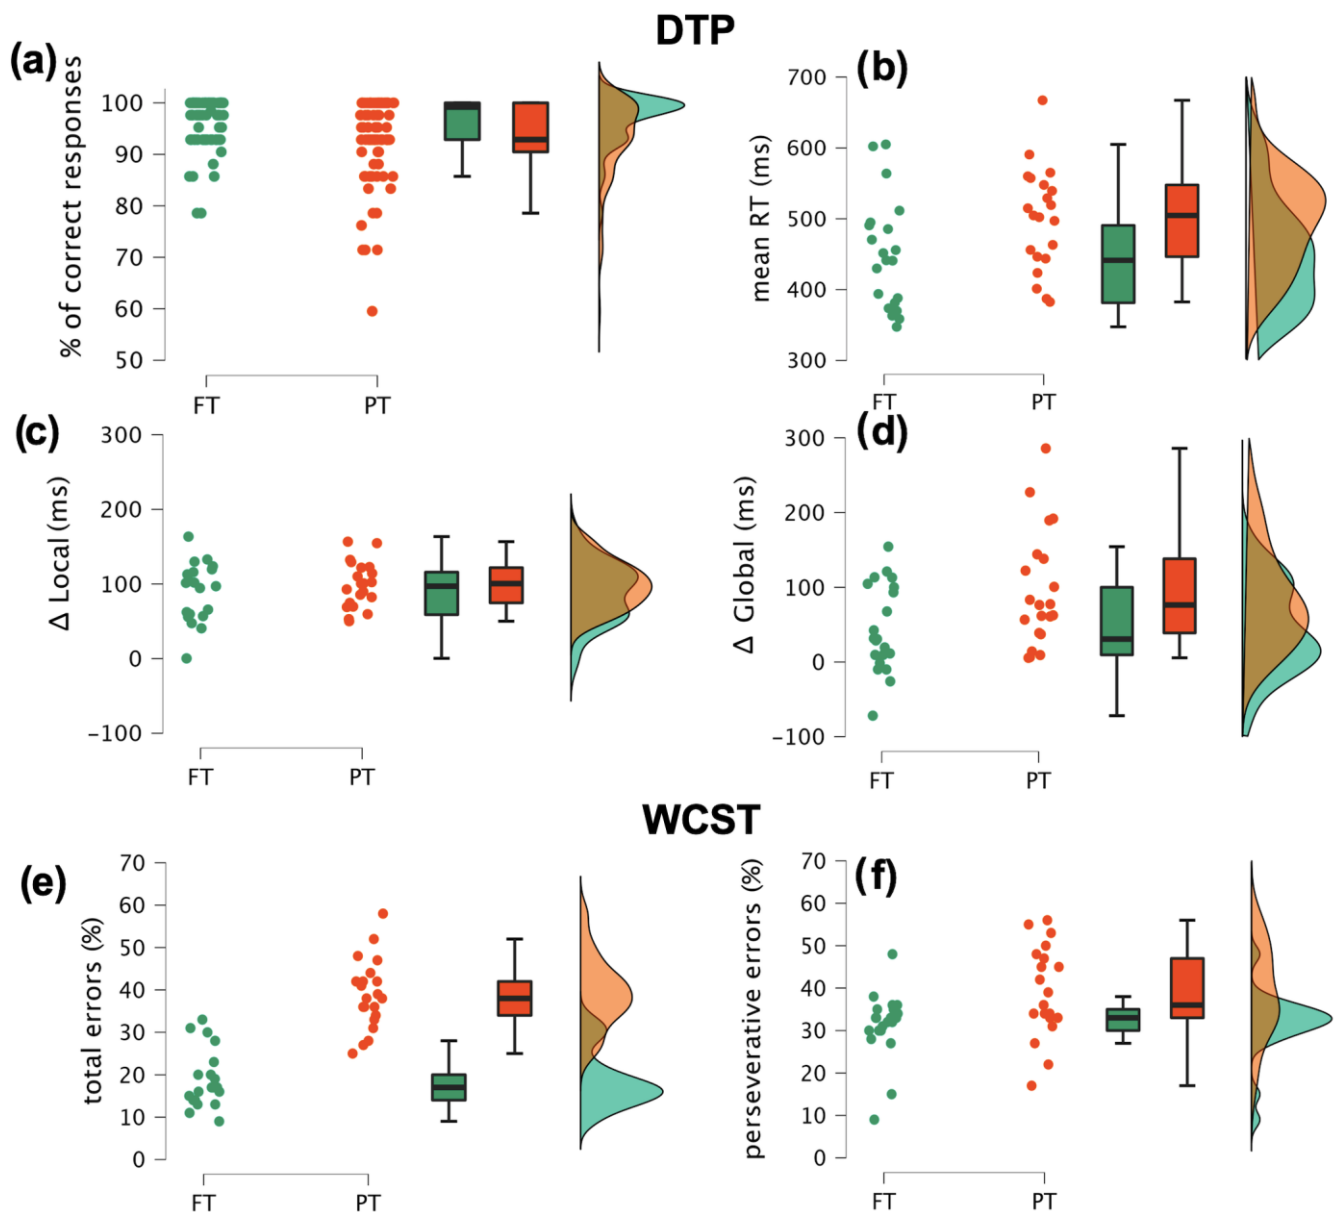 DTP
(a)
% of correct responses
100
90
80
70
60
50
FT PT
(b)
mean RT (ms)
700
600
500
400
300
FT PT
(c)
Δ Local (ms)
300
200
100
0
−100
FT PT
(d)
Δ Global (ms)
300
200
100
0
−100
FT PT
WCST
(e)
total errors (%)
70
60
50
40
30
20
10
0
FT PT
(f)
perseverative errors (%)
70
60
50
40
30
20
10
0
FT PT